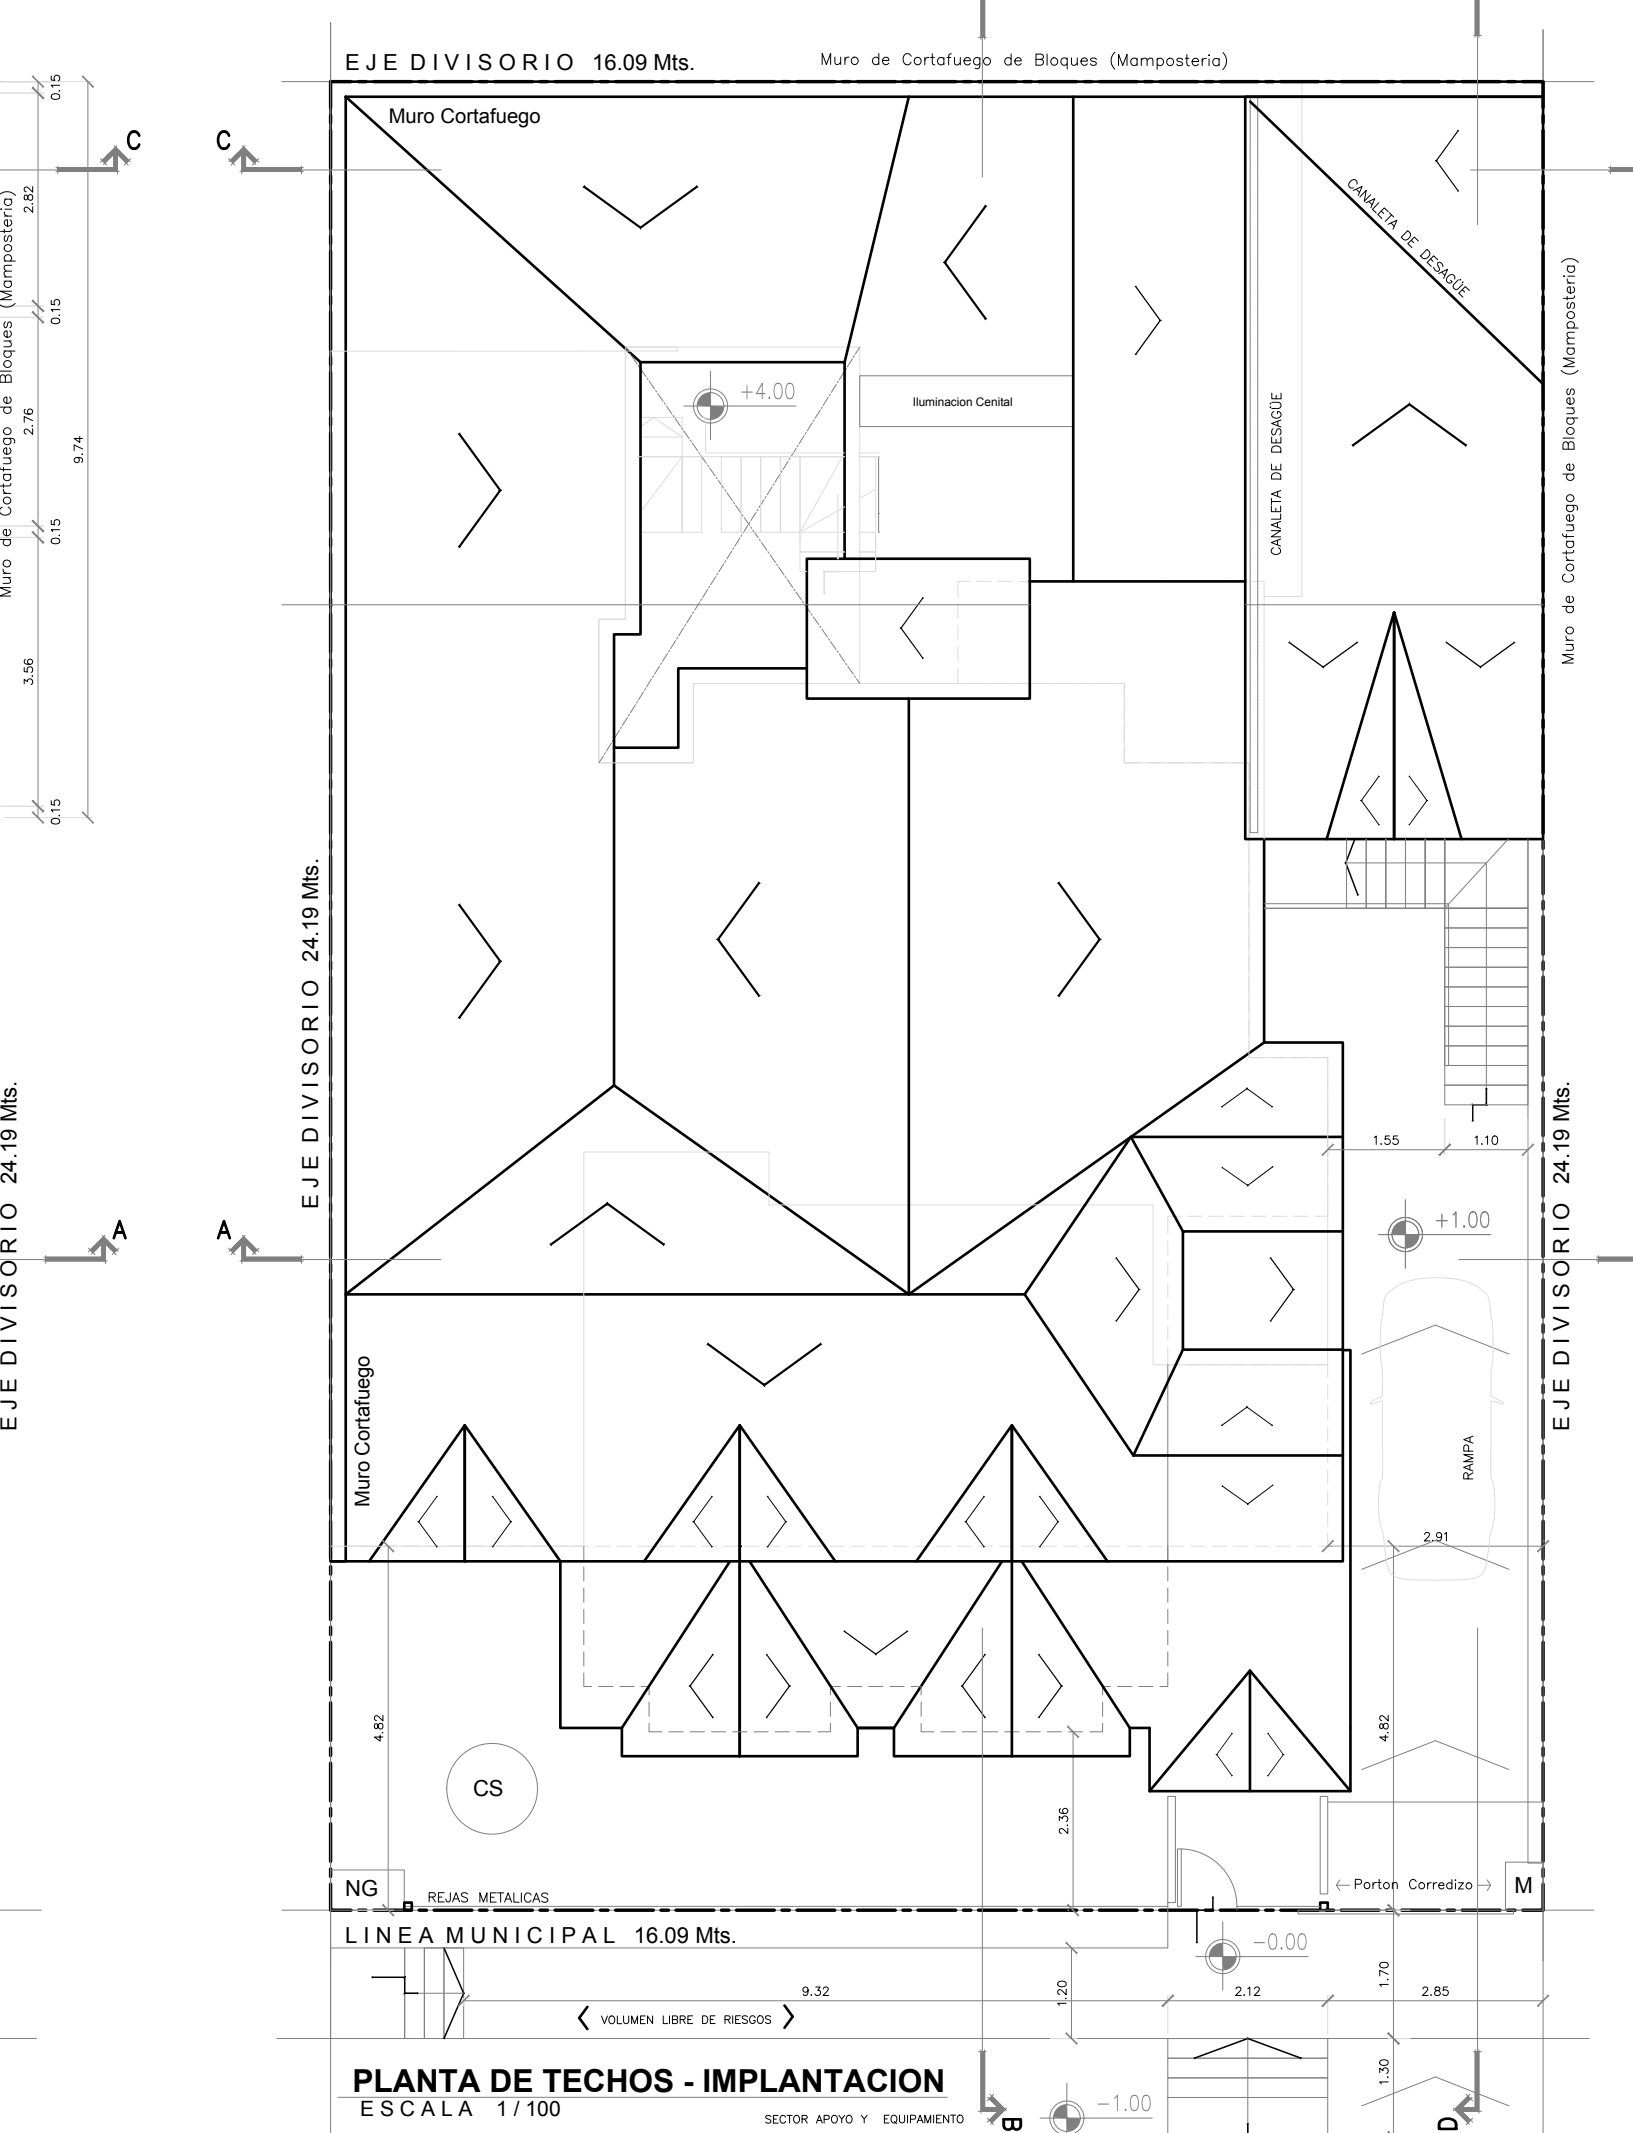 EJE DIVISORIO 16.09 Mts.
Muro de Cortafuego de Bloques (Mamposteria)
Muro Cortafuego
C
C
0.15
2.82
0.15
2.76
0.15
9.74
3.56
0.15
Muro de Cortafuego de Bloques (Mamposteria)
CANALETA DE DESAGÜE
CANALETA DE DESAGÜE
Muro de Cortafuego de Bloques (Mamposteria)
+4.00
Iluminacion Cenital
EJE DIVISORIO 24.19 Mts.
EJE DIVISORIO 24.19 Mts.
EJE DIVISORIO 24.19 Mts.
1.55
1.10
A
A
+1.00
Muro Cortafuego
RAMPA
2.91
4.82
4.82
2.36
CS
NG
REJAS METALICAS
Porton Corredizo
M
LINEA MUNICIPAL 16.09 Mts.
-0.00
9.32
1.20
2.12
1.70
2.85
VOLUMEN LIBRE DE RIESGOS
PLANTA DE TECHOS - IMPLANTACION
ESCALA 1 / 100
SECTOR APOYO Y EQUIPAMIENTO
B
-1.00
1.30
D